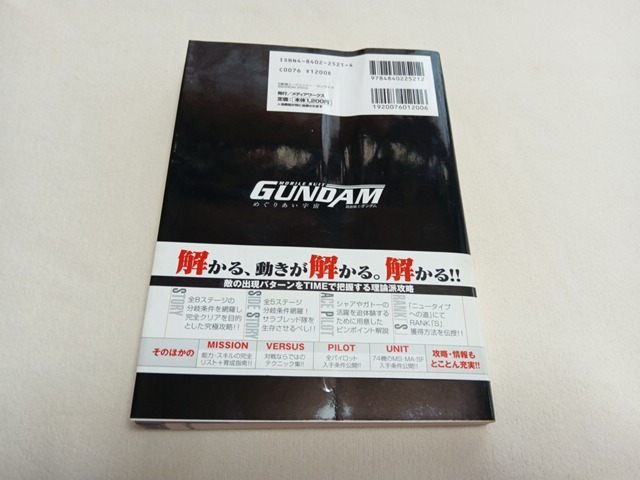 ISBN4-8402-2521-4
C0076 ¥1200E
発行/メディアワークス
定価:[本体1,200円]
9784840225212
1920076012006
MOBILE SUIT
GUNDAM
めぐりあい宇宙
機動戦士ガンダム
解かる、動きが解かる。解かる!!
敵の出現パターンをTIMEで把握する理論派攻略
STORY
全8ステージの
分岐条件を網羅し
完全クリアを目的
とした究極攻略!!
SIDE STORY
全5ステージ
分岐条件網羅!
サラブレッド隊を
生存させるべし!!
ACE PILOT
シャアやガトーの
活躍を追体験する
ために用意した
ピンポイント解説
RANK S
「ニュータイプ
への道」にて
RANK「S」
獲得方法を伝授!!
そのほかの
MISSION
能力・スキルの完全
リスト+育成指南!!
VERSUS
対戦ならではの
テクニック集!!
PILOT
全パイロット
入手条件公開!!
UNIT
74機のMS・MA・SF
入手条件公開!!
攻略・情報も
とことん充実!!